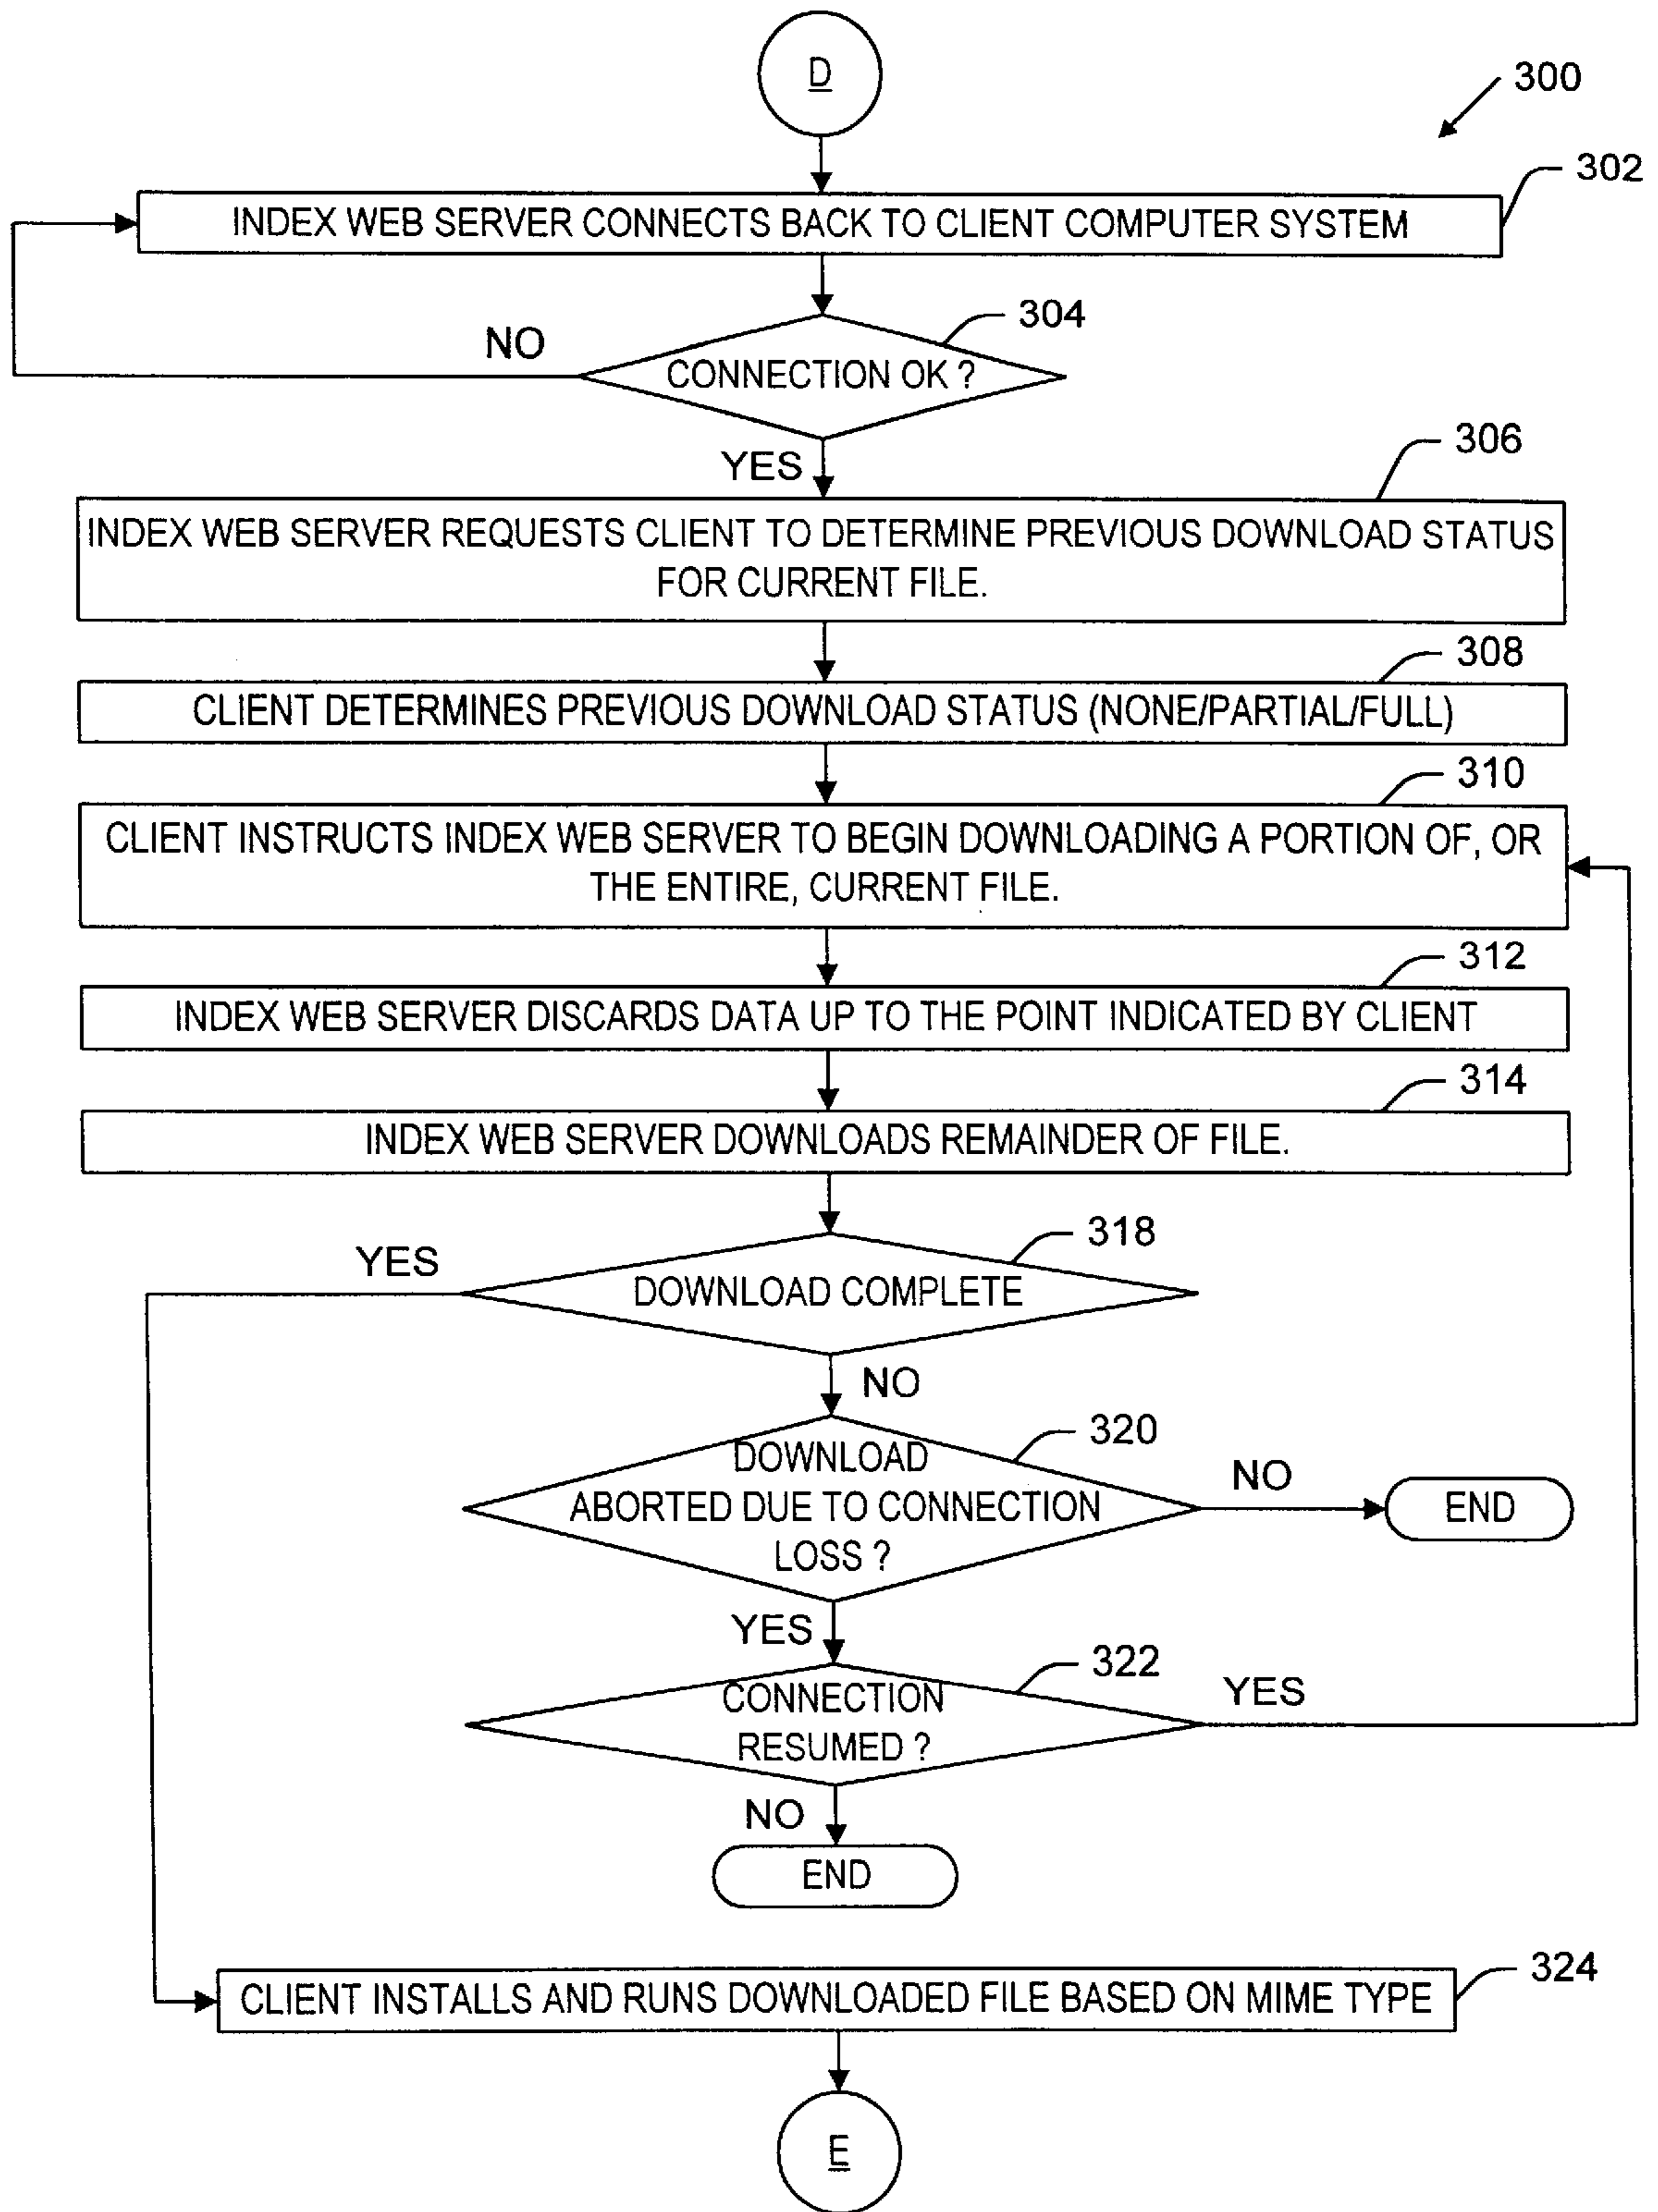 D
300
302
INDEX WEB SERVER CONNECTS BACK TO CLIENT COMPUTER SYSTEM
304
NO
CONNECTION OK ?
YES
306
INDEX WEB SERVER REQUESTS CLIENT TO DETERMINE PREVIOUS DOWNLOAD STATUS
FOR CURRENT FILE.
308
CLIENT DETERMINES PREVIOUS DOWNLOAD STATUS (NONE/PARTIAL/FULL)
310
CLIENT INSTRUCTS INDEX WEB SERVER TO BEGIN DOWNLOADING A PORTION OF, OR
THE ENTIRE, CURRENT FILE.
312
INDEX WEB SERVER DISCARDS DATA UP TO THE POINT INDICATED BY CLIENT
314
INDEX WEB SERVER DOWNLOADS REMAINDER OF FILE.
318
YES
DOWNLOAD COMPLETE
NO
320
DOWNLOAD
ABORTED DUE TO CONNECTION
LOSS ?
NO
END
YES
322
CONNECTION
RESUMED ?
YES
NO
END
324
CLIENT INSTALLS AND RUNS DOWNLOADED FILE BASED ON MIME TYPE
E